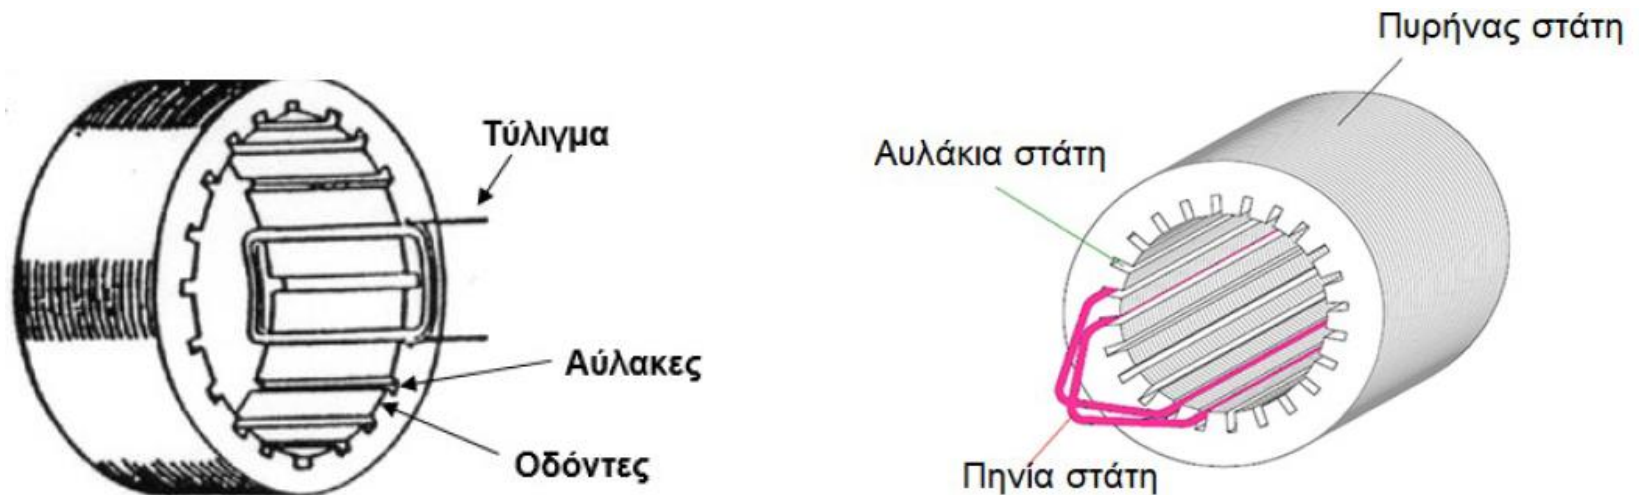 Πυρήνας στάτη
Τύλιγμα
Αυλάκια στάτη
Αύλακες
Οδόντες
Πηνία στάτη